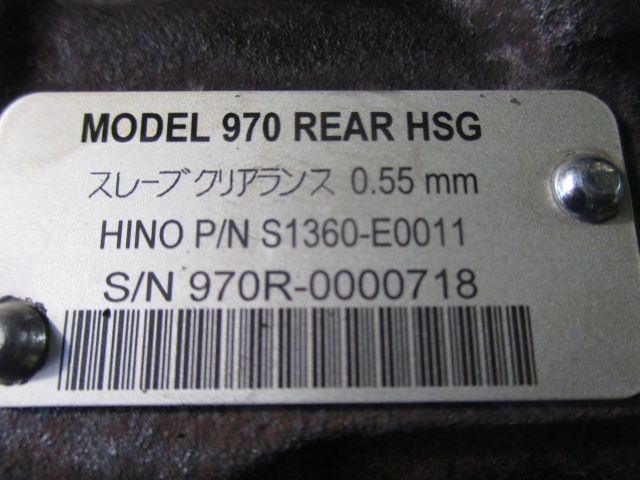 MODEL 970 REAR HSG
スレーブクリアランス 0.55 mm
HINO P/N S1360-E0011
S/N 970R-0000718